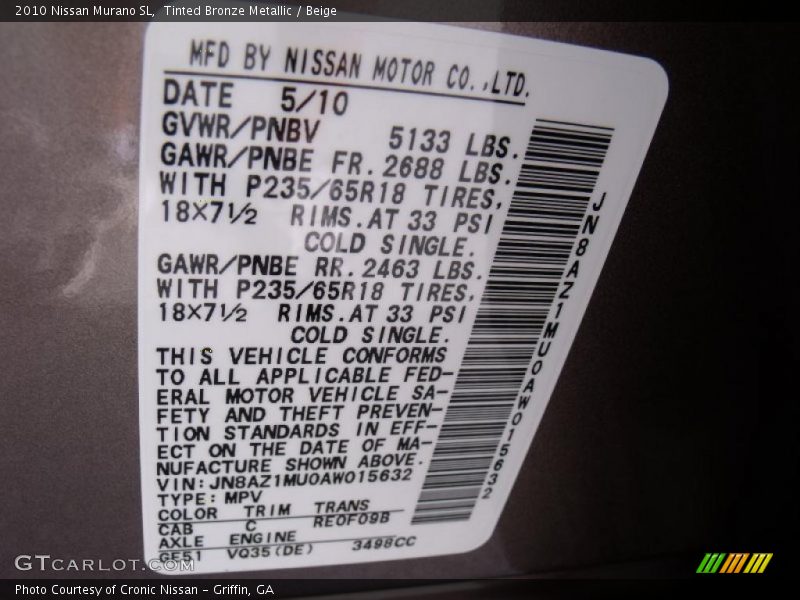 2010 Nissan Murano SL, Tinted Bronze Metallic / Beige
MFD BY NISSAN MOTOR CO.,LTD.
DATE 5/10
GVWR/PNBV 5133 LBS.
GAWR/PNBE FR. 2688 LBS.
WITH P235/65R18 TIRES,
18×7½ RIMS.AT 33 PSI
COLD SINGLE.
GAWR/PNBE RR. 2463 LBS.
WITH P235/65R18 TIRES,
18×7½ RIMS.AT 33 PSI
COLD SINGLE.
THIS VEHICLE CONFORMS
TO ALL APPLICABLE FED-
ERAL MOTOR VEHICLE SA-
FETY AND THEFT PREVEN-
TION STANDARDS IN EFF-
ECT ON THE DATE OF MA-
NUFACTURE SHOWN ABOVE.
VIN:JN8AZ1MU0AW015632
TYPE: MPV
COLOR TRIM TRANS
CAB C RE0F09B
AXLE ENGINE
GE51 VQ35(DE) 3498CC
JN8AZ1MU0AW015632
GTCARLOT.COM
Photo Courtesy of Cronic Nissan - Griffin, GA